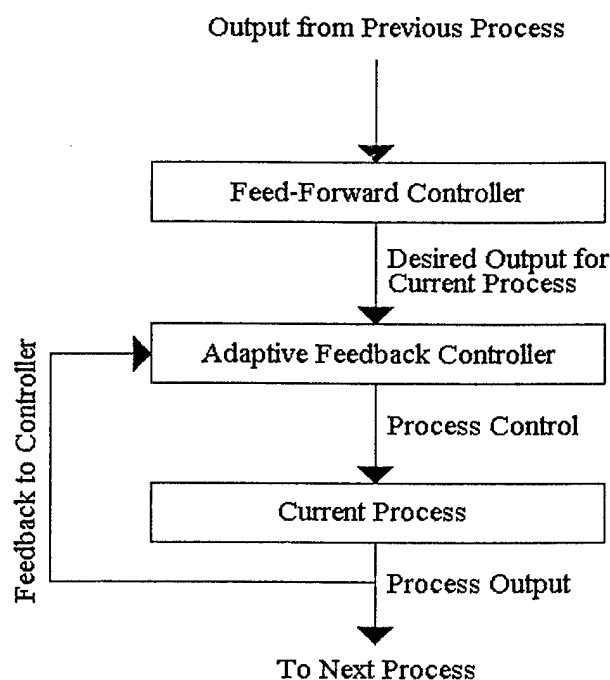 Output from Previous Process
Feed-Forward Controller
Desired Output for
Current Process
Adaptive Feedback Controller
Process Control
Feedback to Controller
Current Process
Process Output
To Next Process